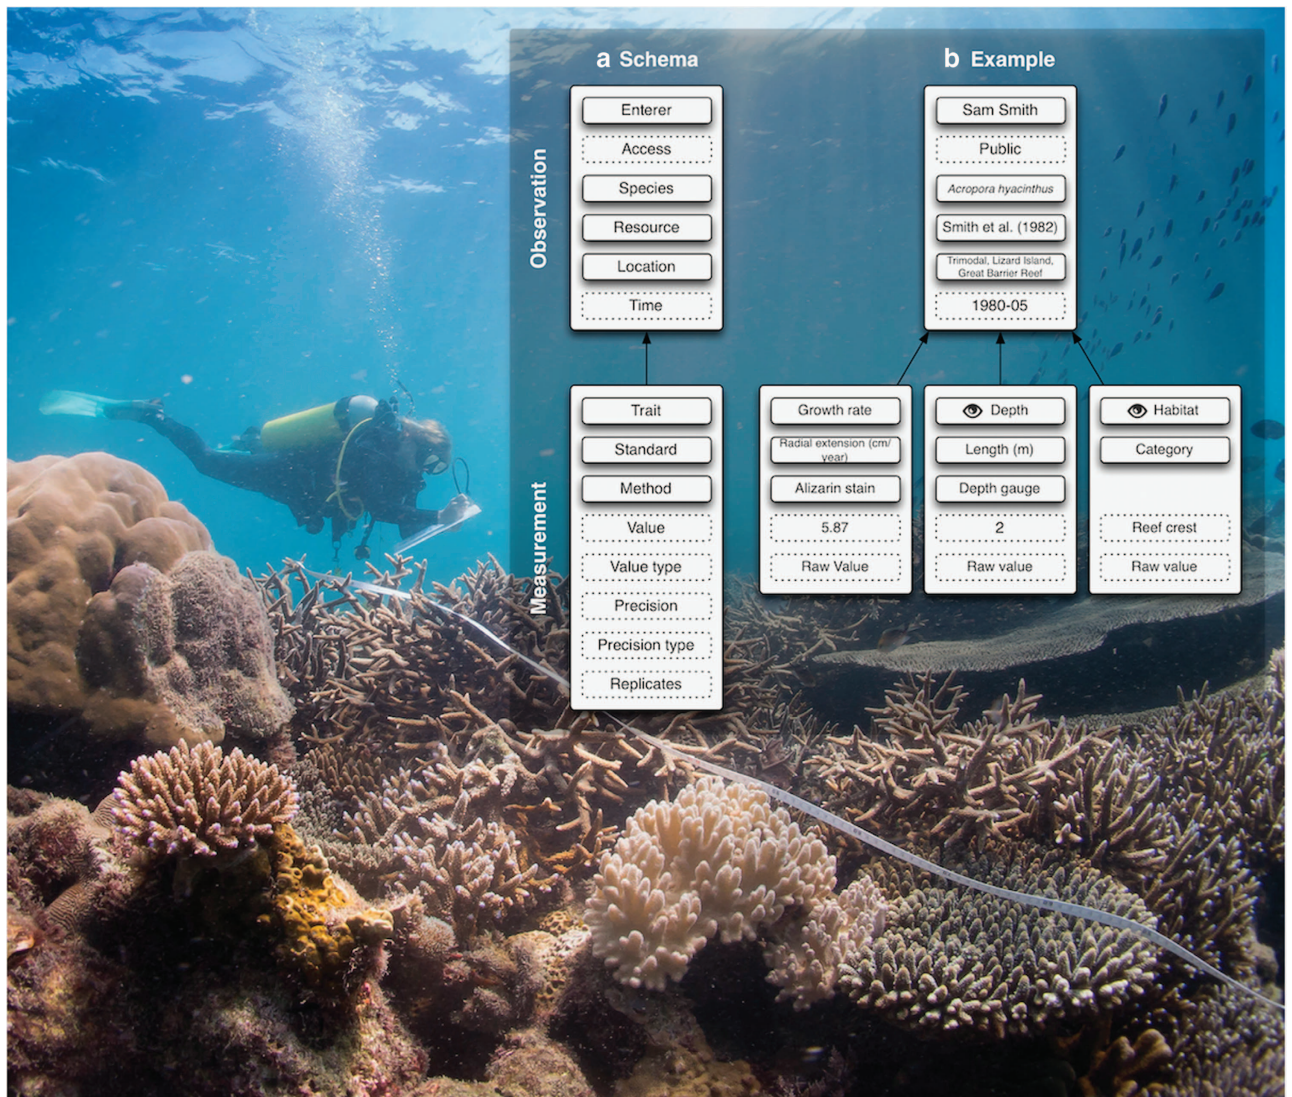 a Schema
b Example
Observation
Enterer
Access
Species
Resource
Location
Time
Sam Smith
Public
Acropora hyacinthus
Smith et al. (1982)
Trimodal, Lizard Island,
Great Barrier Reef
1980-05
Measurement
Trait
Standard
Method
Value
Value type
Precision
Precision type
Replicates
Growth rate
Radial extension (cm/
year)
Alizarin stain
5.87
Raw Value
Depth
Length (m)
Depth gauge
2
Raw value
Habitat
Category
Reef crest
Raw value